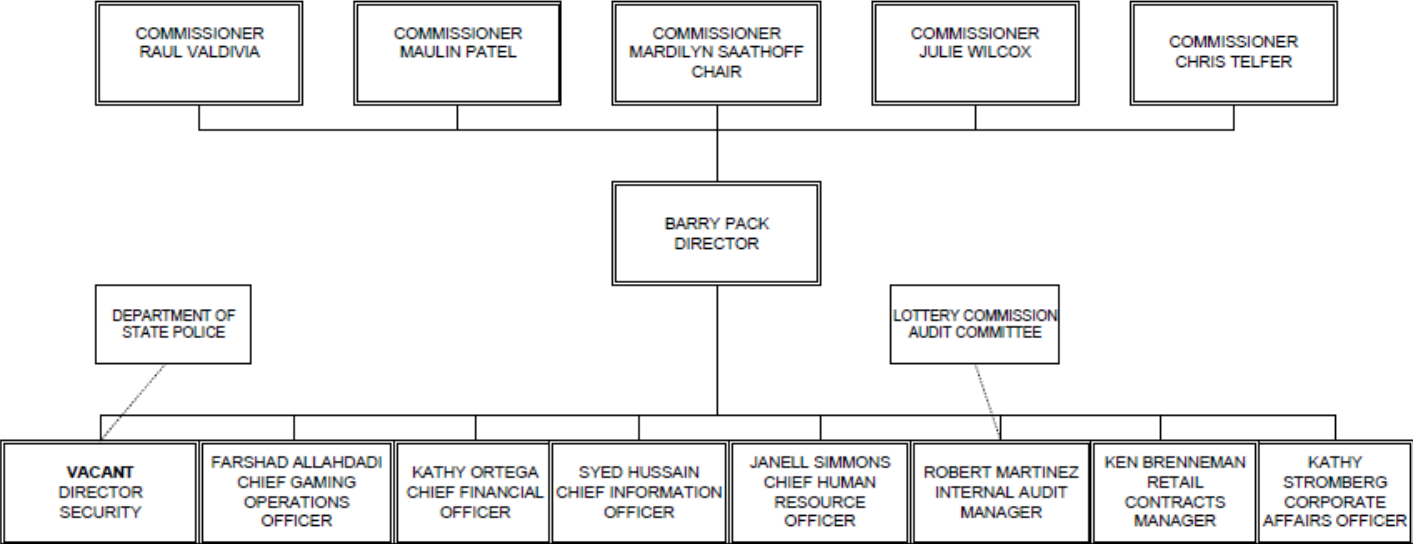 COMMISSIONER
RAUL VALDIVIA
COMMISSIONER
MAULIN PATEL
COMMISSIONER
MARDILYN SAATHOFF
CHAIR
COMMISSIONER
JULIE WILCOX
COMMISSIONER
CHRIS TELFER
BARRY PACK
DIRECTOR
DEPARTMENT OF
STATE POLICE
LOTTERY COMMISSION
AUDIT COMMITTEE
VACANT
DIRECTOR
SECURITY
FARSHAD ALLAHDADI
CHIEF GAMING
OPERATIONS
OFFICER
KATHY ORTEGA
CHIEF FINANCIAL
OFFICER
SYED HUSSAIN
CHIEF INFORMATION
OFFICER
JANELL SIMMONS
CHIEF HUMAN
RESOURCE
OFFICER
ROBERT MARTINEZ
INTERNAL AUDIT
MANAGER
KEN BRENNEMAN
RETAIL
CONTRACTS
MANAGER
KATHY
STROMBERG
CORPORATE
AFFAIRS OFFICER